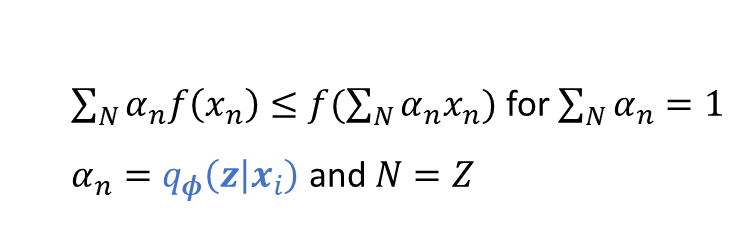 ∑_N α_n f(x_n) ≤ f(∑_N α_n x_n) for ∑_N α_n = 1
α_n = q_ϕ(z|x_i) and N = Z